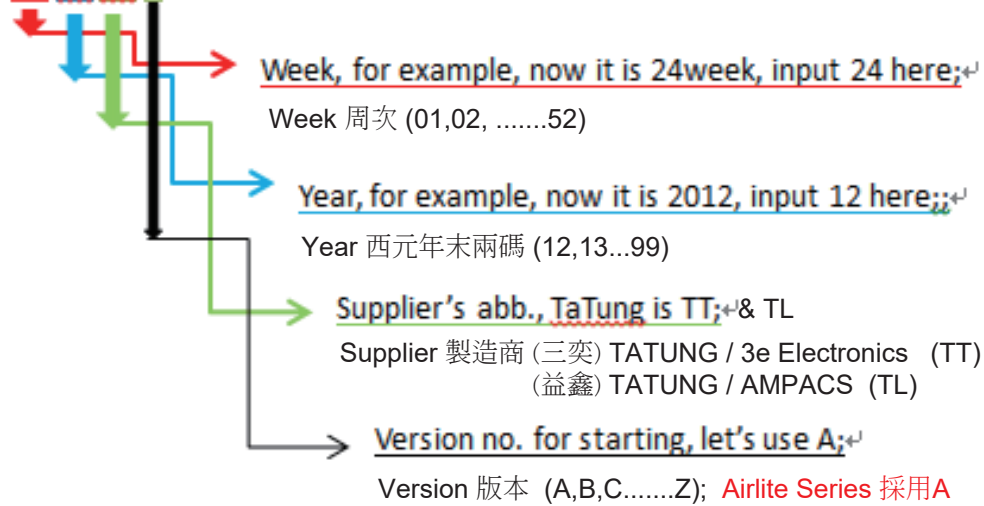 Week, for example, now it is 24week, input 24 here;↵
Week 周次 (01,02, .......52)
Year, for example, now it is 2012, input 12 here;;↵
Year 西元年末兩碼 (12,13...99)
Supplier's abb., TaTung is TT;↵& TL
Supplier 製造商 (三奕) TATUNG / 3e Electronics (TT)
(益鑫) TATUNG / AMPACS (TL)
Version no. for starting, let's use A;↵
Version 版本 (A,B,C.......Z); Airlite Series 採用A